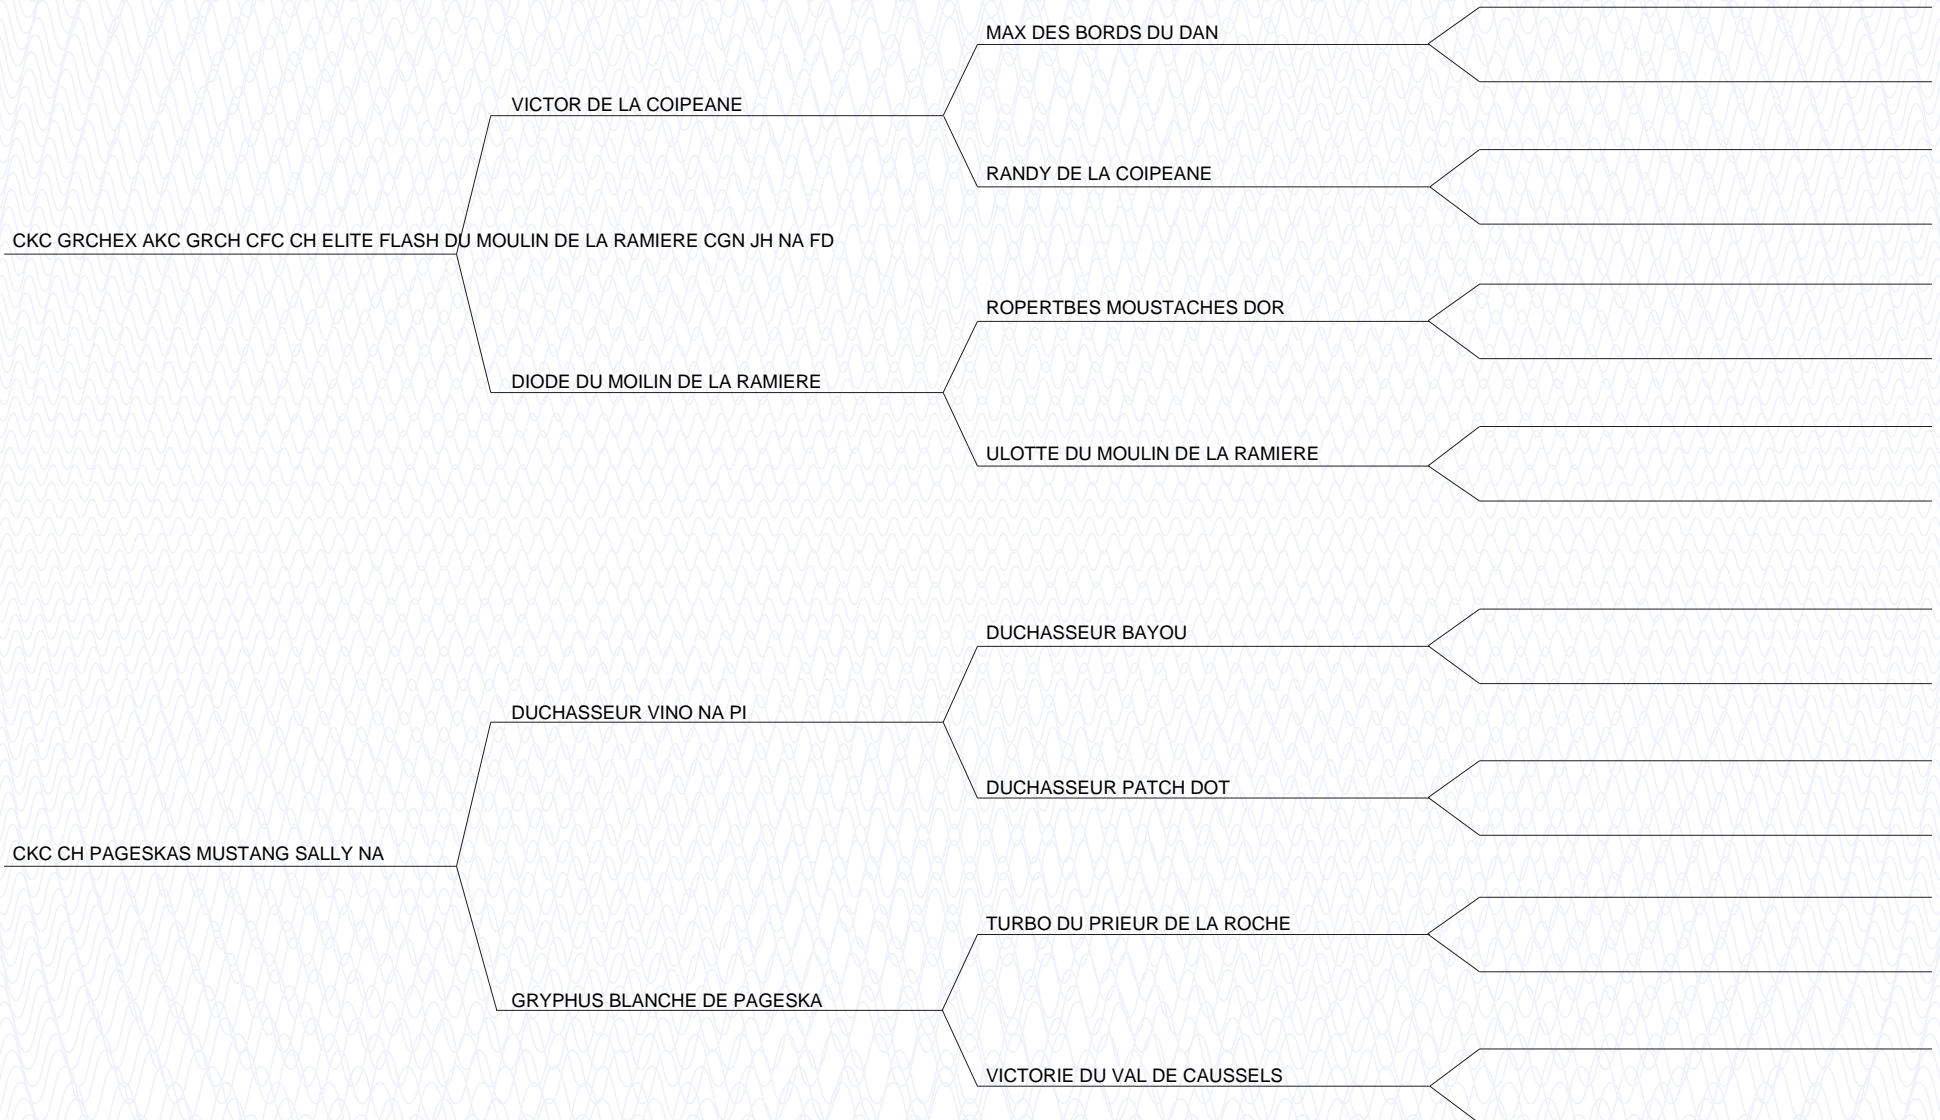 MAX DES BORDS DU DAN
VICTOR DE LA COIPEANE
RANDY DE LA COIPEANE
CKC GRCHEX AKC GRCH CFC CH ELITE FLASH DU MOULIN DE LA RAMIERE CGN JH NA FD
ROPERTBES MOUSTACHES DOR
DIODE DU MOILIN DE LA RAMIERE
ULOTTE DU MOULIN DE LA RAMIERE
DUCHASSEUR BAYOU
DUCHASSEUR VINO NA PI
DUCHASSEUR PATCH DOT
CKC CH PAGESKAS MUSTANG SALLY NA
TURBO DU PRIEUR DE LA ROCHE
GRYPHUS BLANCHE DE PAGESKA
VICTORIE DU VAL DE CAUSSELS